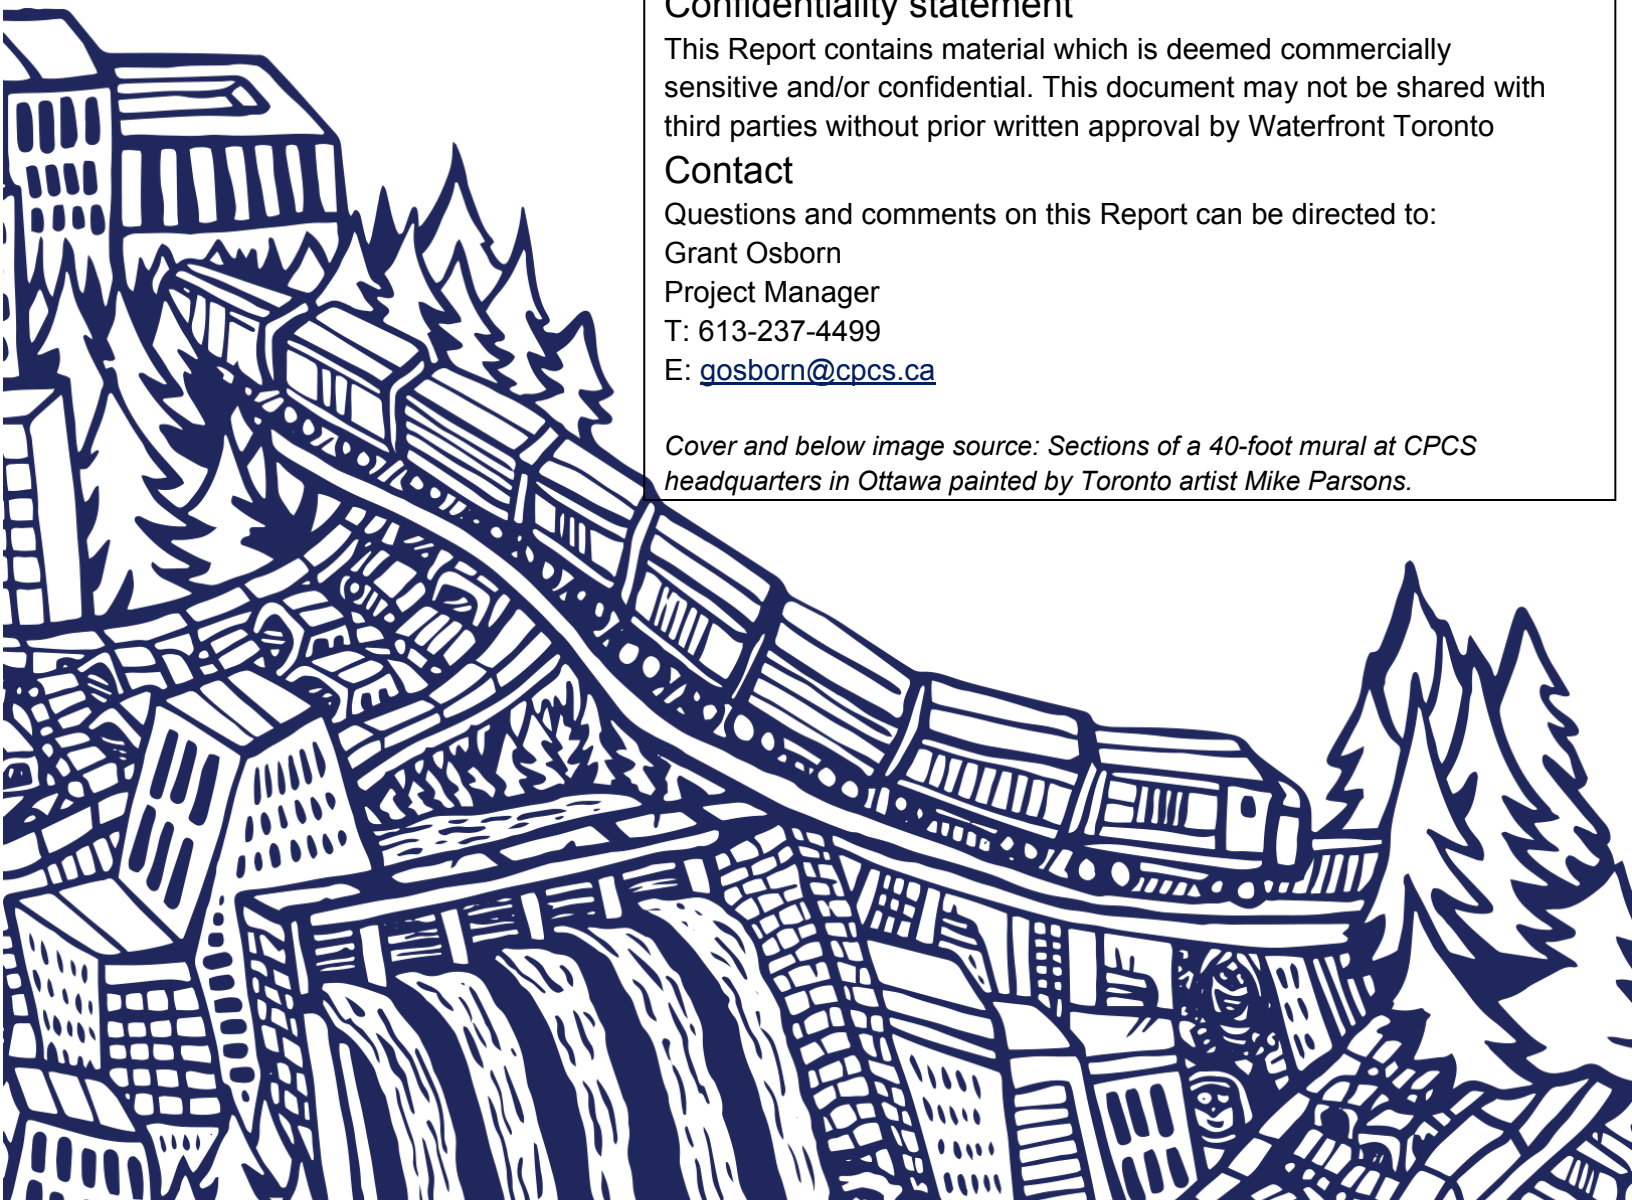 Confidentiality statement
This Report contains material which is deemed commercially
sensitive and/or confidential. This document may not be shared with
third parties without prior written approval by Waterfront Toronto
Contact
Questions and comments on this Report can be directed to:
Grant Osborn
Project Manager
T: 613-237-4499
E: gosborn@cpcs.ca
Cover and below image source: Sections of a 40-foot mural at CPCS
headquarters in Ottawa painted by Toronto artist Mike Parsons.